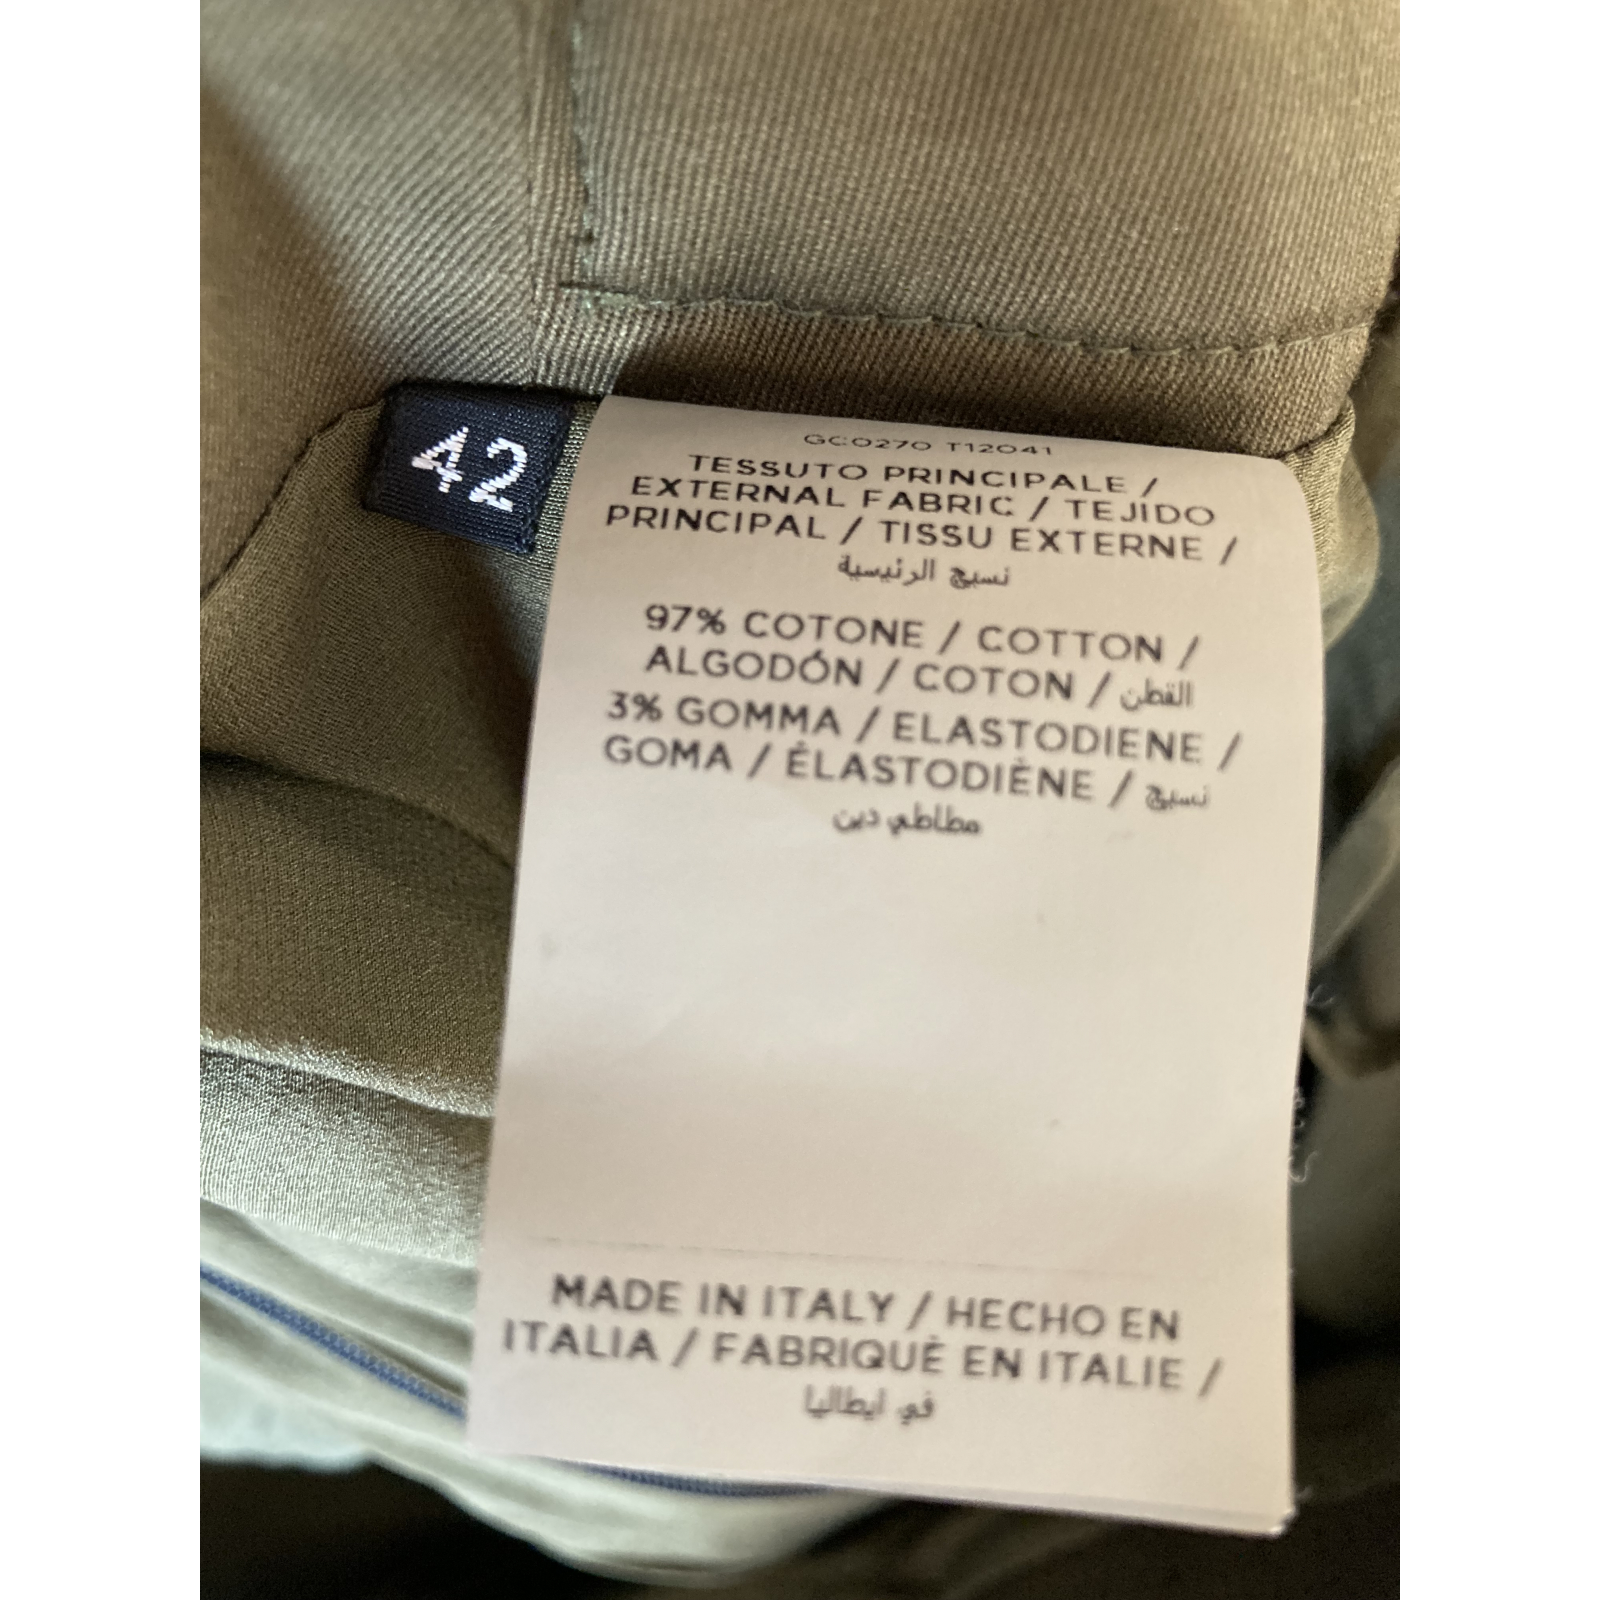 42
GC0270 T12041
TESSUTO PRINCIPALE /
EXTERNAL FABRIC / TEJIDO
PRINCIPAL / TISSU EXTERNE /
نسيج الرئيسية
97% COTONE / COTTON /
ALGODÓN / COTON / القطن
3% GOMMA / ELASTODIENE /
GOMA / ÉLASTODIÈNE / نسيج
مطاطي دين
MADE IN ITALY / HECHO EN
ITALIA / FABRIQUÈ EN ITALIE /
في ايطاليا